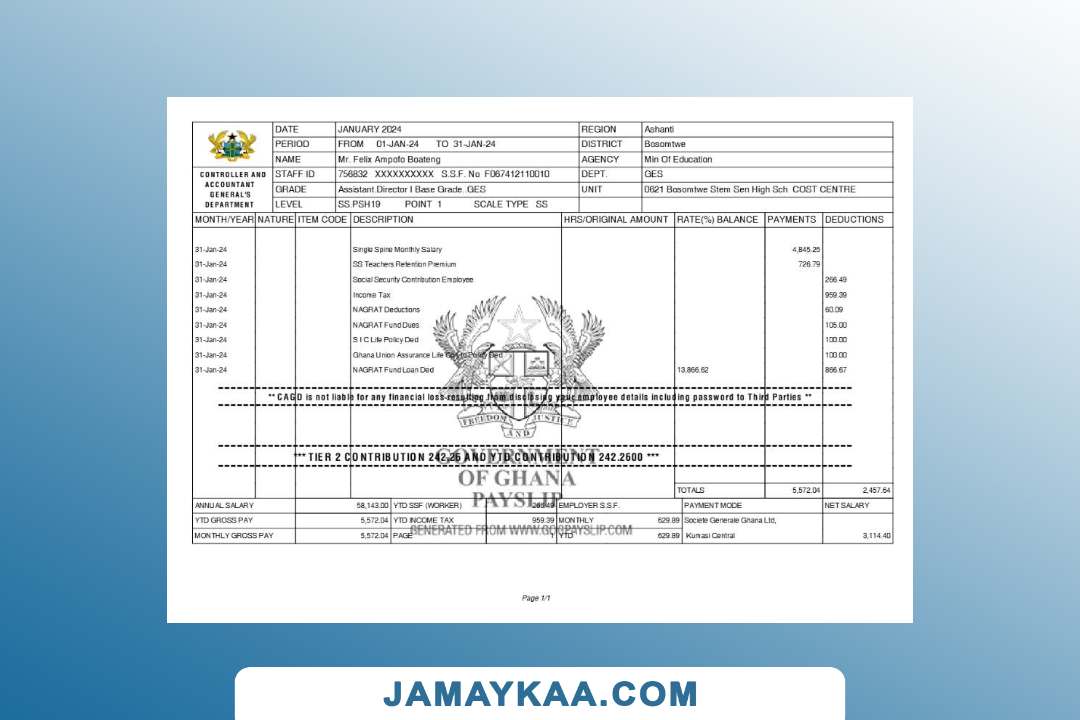 DATE JANUARY 2024 REGION Ashanti
PERIOD FROM 01-JAN-24 TO 31-JAN-24 DISTRICT Bosomtwe
NAME Mr. Felix Ampofo Boateng AGENCY Min Of Education
CONTROLLER AND ACCOUNTANT GENERAL'S DEPARTMENT
STAFF ID 756832 XXXXXXXXXX S.S.F. No F067412110010 DEPT. GES
GRADE Assistant Director I Base Grade. GES UNIT 0621 Bosomtwe Stem Sen High Sch COST CENTRE
LEVEL SS.PSH19 POINT 1 SCALE TYPE SS
MONTH/YEAR NATURE ITEM CODE DESCRIPTION HRS/ORIGINAL AMOUNT RATE(%) BALANCE PAYMENTS DEDUCTIONS
31-Jan-24 Single Spine Monthly Salary 4,845.25
31-Jan-24 SS Teachers Retention Premium 726.79
31-Jan-24 Social Security Contribution Employee 266.49
31-Jan-24 Income Tax 959.39
31-Jan-24 NAGRAT Deductions 60.09
31-Jan-24 NAGRAT Fund Dues 105.00
31-Jan-24 S I C Life Policy Ded 100.00
31-Jan-24 Ghana Union Assurance Life Policy Ded 100.00
31-Jan-24 NAGRAT Fund Loan Ded 13,866.62 866.67
** CAGD is not liable for any financial loss resulting from disclosing your employee details including password to Third Parties **
FREEDOM AND JUSTICE
*** TIER 2 CONTRIBUTION 242.26 AND YTD CONTRIBUTION 242.2600 ***
GOVERNMENT
OF GHANA
PAYSLIP
TOTALS 5,572.04 2,457.64
ANNUAL SALARY 58,143.00 YTD SSF (WORKER) 266.49 EMPLOYER S.S.F. PAYMENT MODE NET SALARY
YTD GROSS PAY 5,572.04 YTD INCOME TAX 959.39 MONTHLY 629.89 Societe Generale Ghana Ltd,
GENERATED FROM WWW.GOGPAYSLIP.COM
MONTHLY GROSS PAY 5,572.04 PAGE 1 YTD 629.89 Kumasi Central 3,114.40
Page 1/1
JAMAYKAA.COM